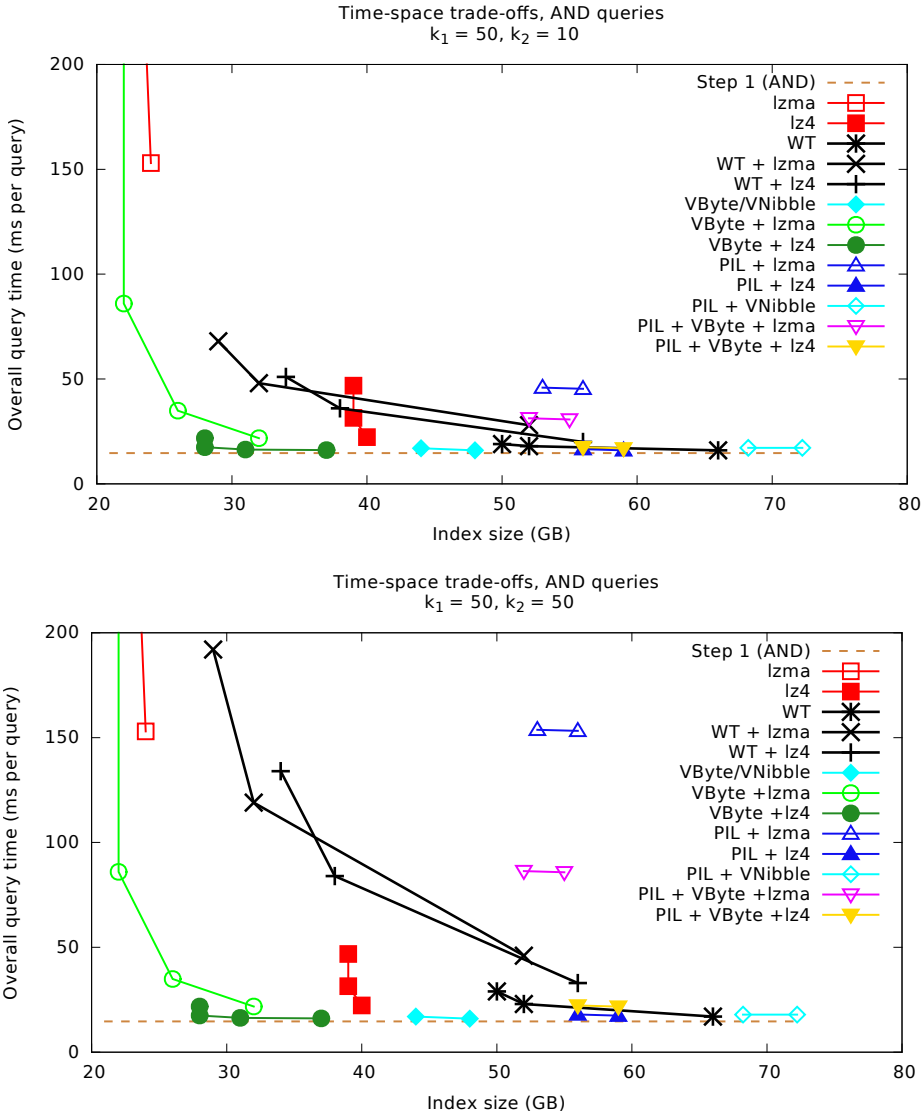 Time-space trade-offs, AND queries
k1 = 50, k2 = 10
Overall query time (ms per query)
200
150
100
50
0
20 30 40 50 60 70 80
Index size (GB)
Step 1 (AND)
lzma
lz4
WT
WT + lzma
WT + lz4
VByte/VNibble
VByte + lzma
VByte + lz4
PIL + lzma
PIL + lz4
PIL + VNibble
PIL + VByte + lzma
PIL + VByte + lz4
Time-space trade-offs, AND queries
k1 = 50, k2 = 50
Overall query time (ms per query)
200
150
100
50
0
20 30 40 50 60 70 80
Index size (GB)
Step 1 (AND)
lzma
lz4
WT
WT + lzma
WT + lz4
VByte/VNibble
VByte +lzma
VByte +lz4
PIL + lzma
PIL + lz4
PIL + VNibble
PIL + VByte +lzma
PIL + VByte +lz4